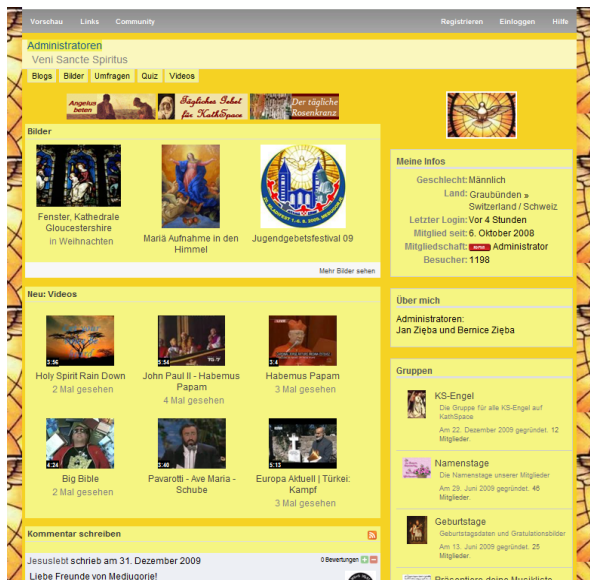 Vorschau Links Community Registrieren Einloggen Hilfe
Administratoren
Veni Sancte Spiritus
Blogs Bilder Umfragen Quiz Videos
Angelus beten
Tägliches Gebet für KathSpace
Der tägliche Rosenkranz
Bilder
Fenster, Kathedrale
Gloucestershire
in Weihnachten
Mariä Aufnahme in den
Himmel
Jugendgebetsfestival 09
Mehr Bilder sehen
Neu: Videos
3:56
Holy Spirit Rain Down
2 Mal gesehen
5:54
John Paul II - Habemus
Papam
4 Mal gesehen
3:4
Habemus Papam
3 Mal gesehen
4:24
Big Bible
2 Mal gesehen
3:40
Pavarotti - Ave Maria -
Schube
5:13
Europa Aktuell | Türkei:
Kampf
3 Mal gesehen
Kommentar schreiben
Jesuslebt schrieb am 31. Dezember 2009
0 Bewertungen
Liebe Freunde von Medjugorje!
Meine Infos
Geschlecht: Männlich
Land: Graubünden »
Switzerland / Schweiz
Letzter Login: Vor 4 Stunden
Mitglied seit: 6. Oktober 2008
Mitgliedschaft: Administrator
Besucher: 1198
Über mich
Administratoren:
Jan Zięba und Bernice Zięba
Gruppen
KS-Engel
Die Gruppe für alle KS-Engel auf
KathSpace
Am 22. Dezember 2009 gegründet. 12
Mitglieder.
Namenstage
Die Namenstage unserer Mitglieder
Am 29. Juni 2009 gegründet. 46
Mitglieder.
Geburtstage
Geburtstagsdaten und Gratulationsbilder
Am 13. Juni 2009 gegründet. 25
Mitglieder.
Präsentiere deine Musikliste